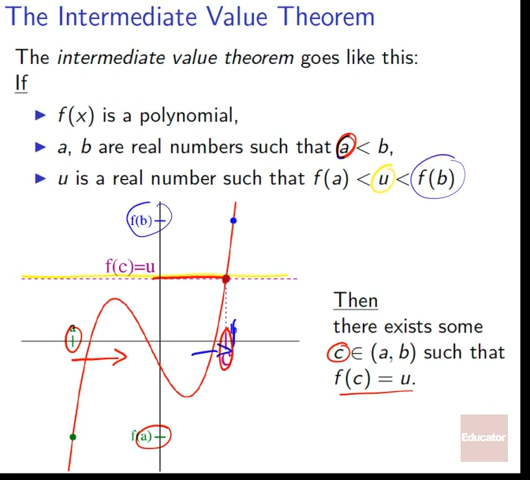 The Intermediate Value Theorem
The intermediate value theorem goes like this:
If
▶ f(x) is a polynomial,
▶ a, b are real numbers such that a < b,
▶ u is a real number such that f(a) < u < f(b)
f(b)
f(c)=u
a
b
c
f(a)
Then
there exists some
c ∈ (a, b) such that
f(c) = u.
Educator